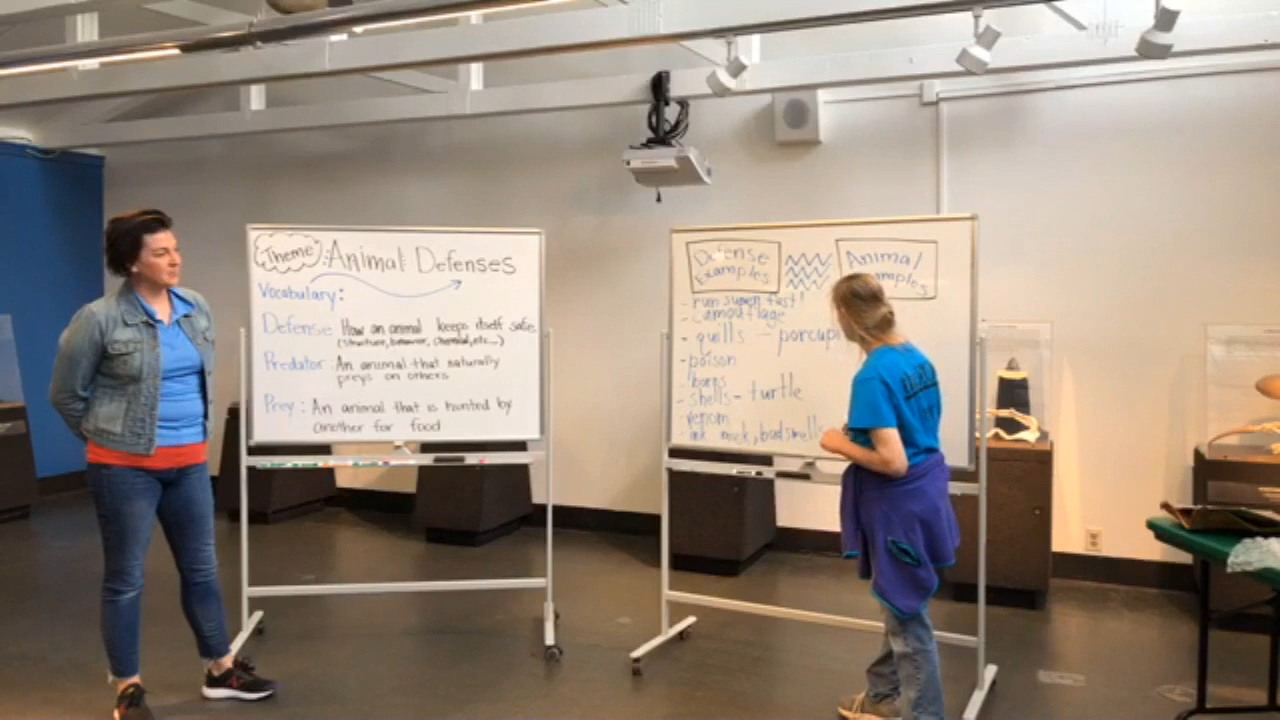 Theme: Animal Defenses
Vocabulary:
Defense: How an animal keeps itself safe
(structure, behavior, chemical, etc...)
Predator: An animal that naturally
preys on others
Prey: An animal that is hunted by
another for food
Defense
Examples
Animal
Examples
- run super fast!
- camouflage
- quills - porcupi
- poison
- horns
- shells - turtle
- venom
- ink, bad smells